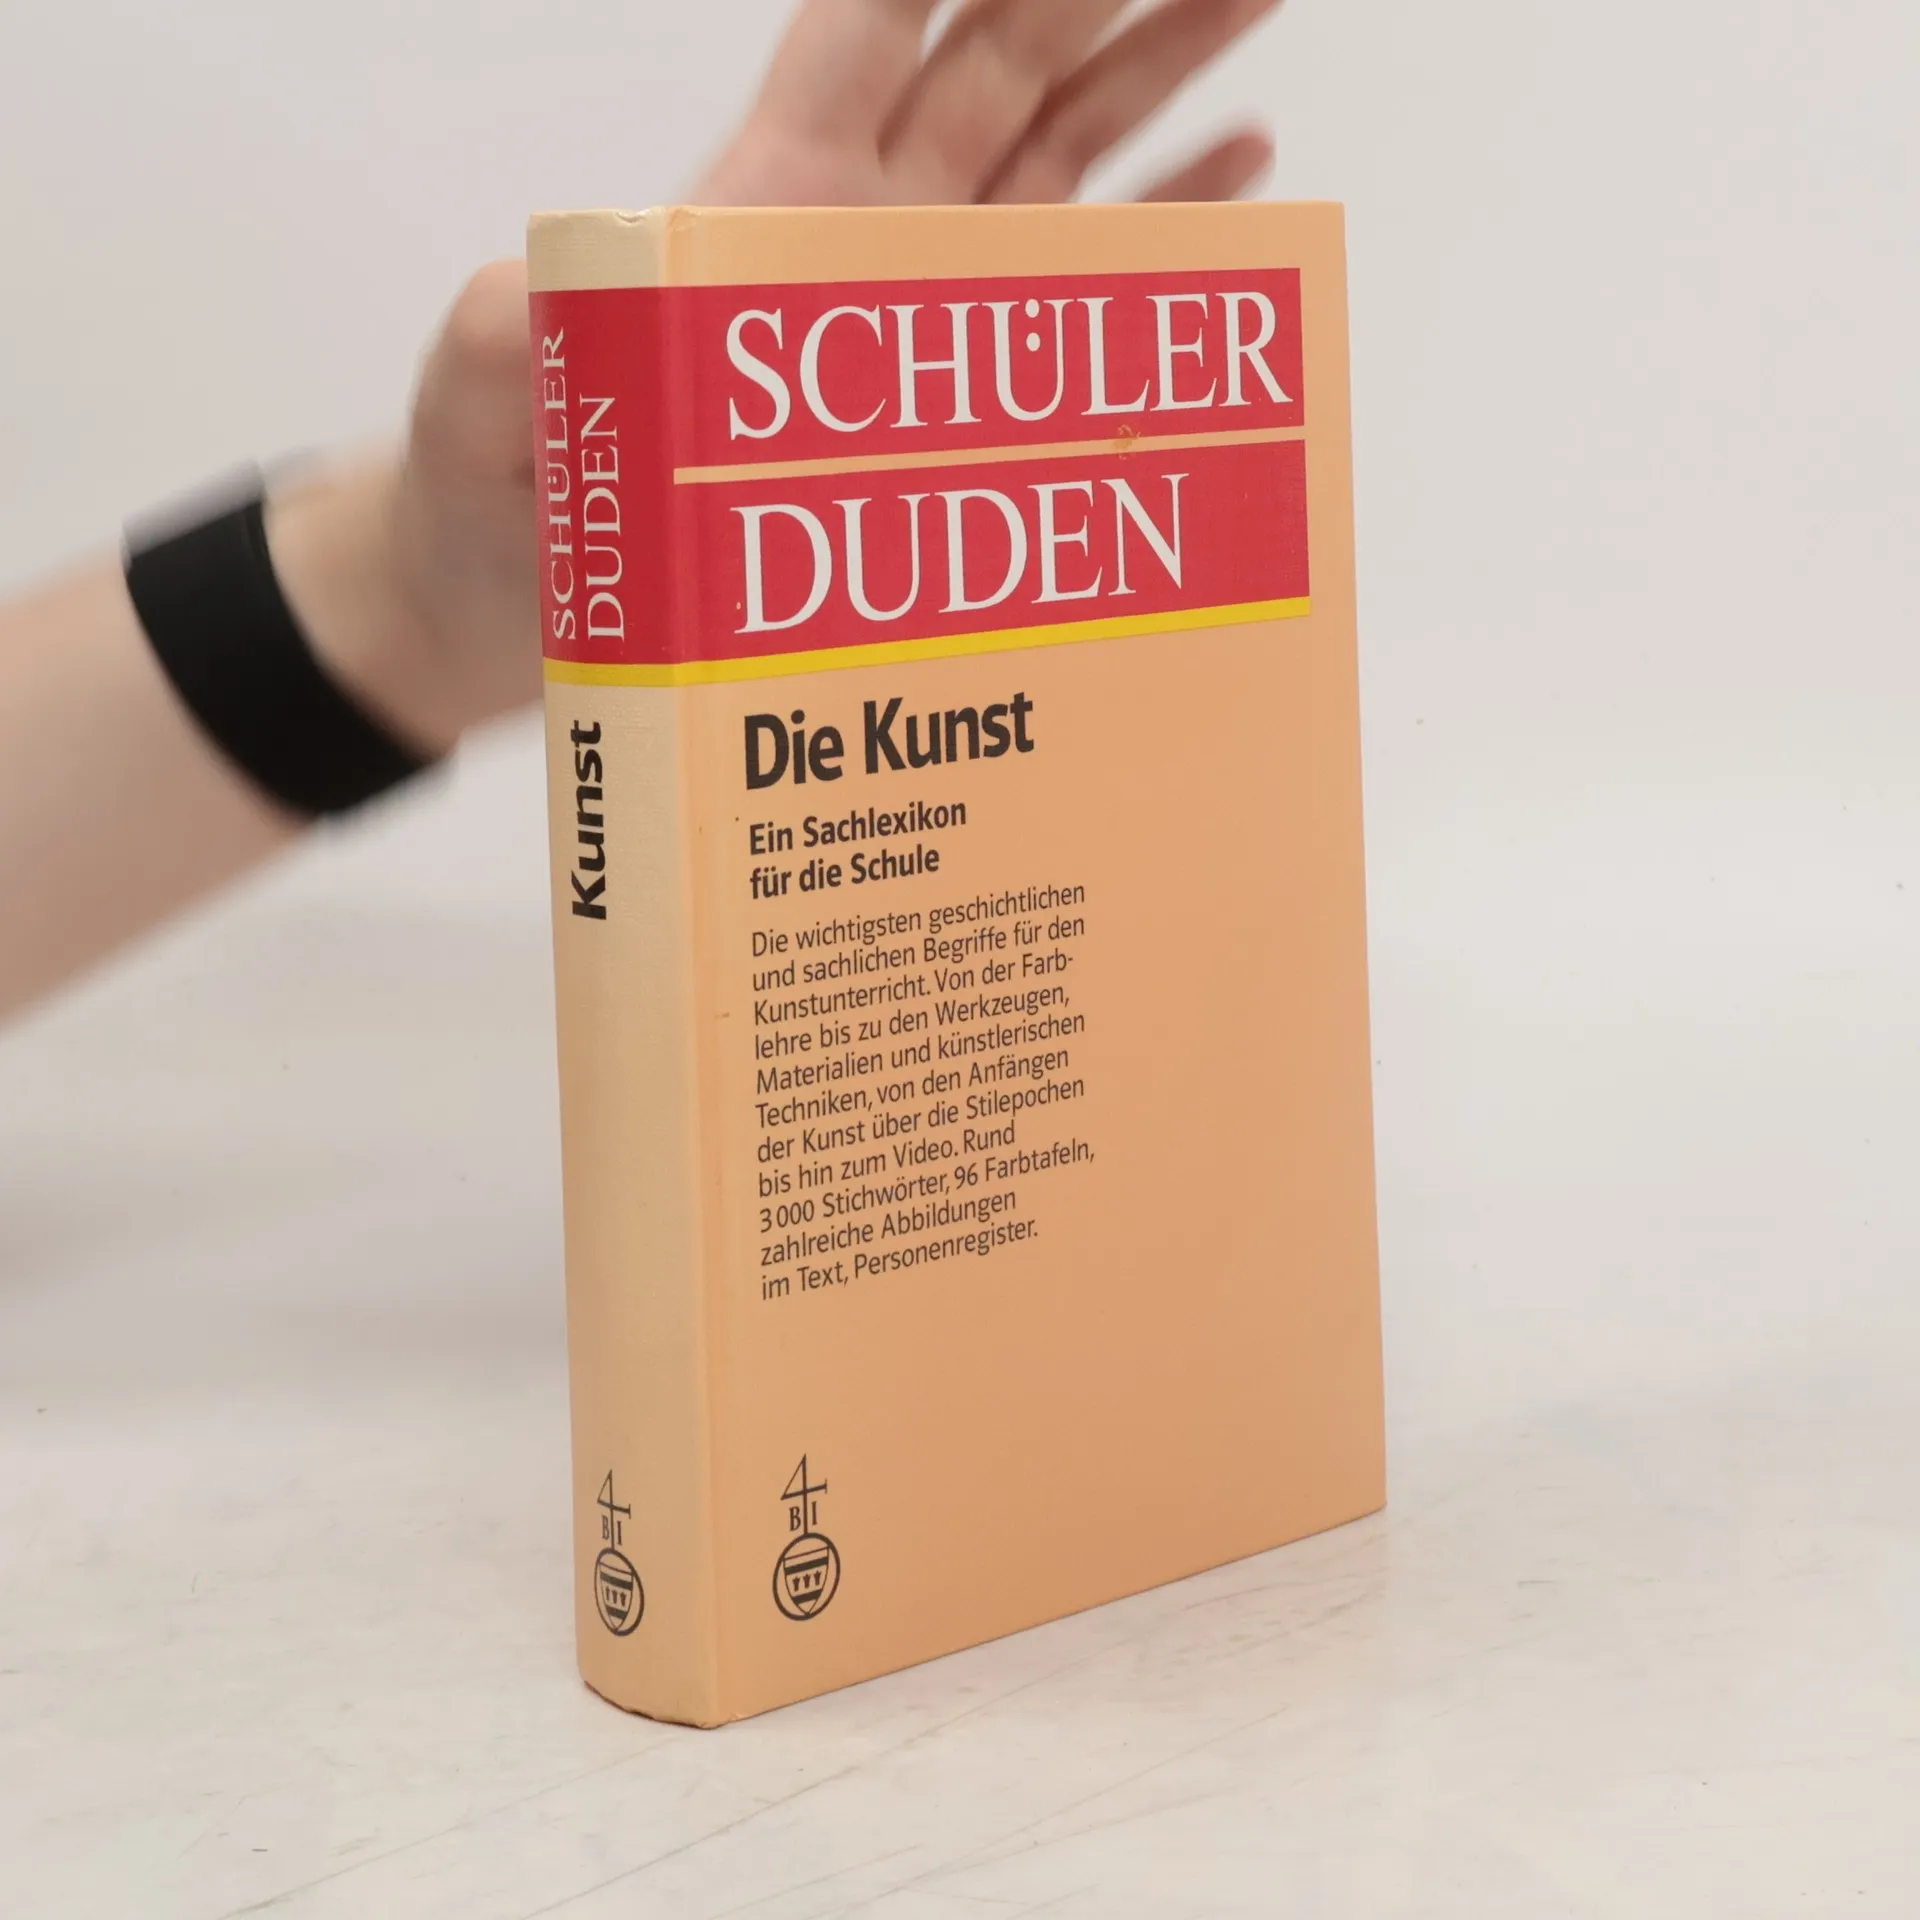 SCHÜLER
DUDEN
Kunst
4
B I
SCHÜLER
DUDEN
Die Kunst
Ein Sachlexikon
für die Schule
Die wichtigsten geschichtlichen
und sachlichen Begriffe für den
Kunstunterricht. Von der Farb-
lehre bis zu den Werkzeugen,
Materialien und künstlerischen
Techniken, von den Anfängen
der Kunst über die Stilepochen
bis hin zum Video. Rund
3000 Stichwörter, 96 Farbtafeln,
zahlreiche Abbildungen
im Text, Personenregister.
4
B I